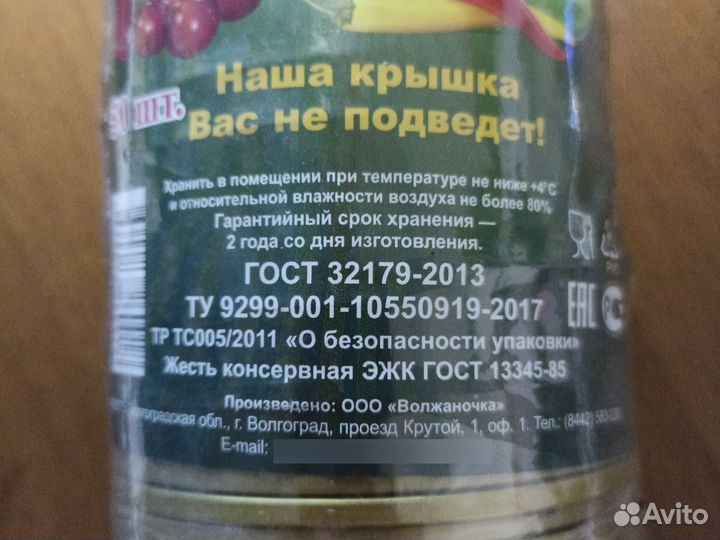 Наша крышка
50 шт.
Вас не подведет!
Хранить в помещении при температуре не ниже +4°С
и относительной влажности воздуха не более 80%
Гарантийный срок хранения —
2 года со дня изготовления.
ГОСТ 32179-2013
ТУ 9299-001-10550919-2017
ЕАС
ТР ТС005/2011 «О безопасности упаковки»
Жесть консервная ЭЖК ГОСТ 13345-85
Произведено: ООО «Волжаночка»
обл., г. Волгоград, проезд Крутой, 1, оф. 1. Тел.: (8442)
E-mail:
Avito